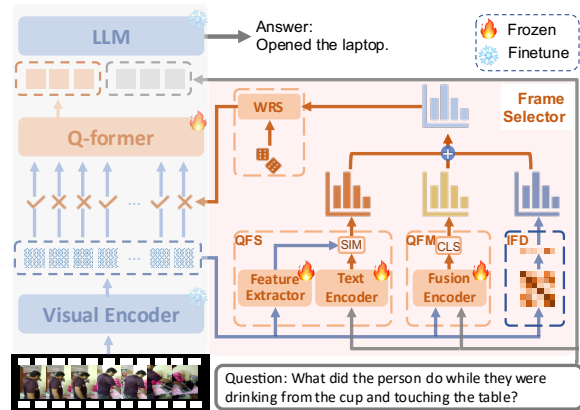 LLM
Answer:
Opened the laptop.
Frozen
Finetune
Q-former
WRS
Frame
Selector
...
...
QFS
SIM
QFM
CLS
IFD
Feature
Extractor
Text
Encoder
Fusion
Encoder
Visual Encoder
Question: What did the person do while they were
drinking from the cup and touching the table?